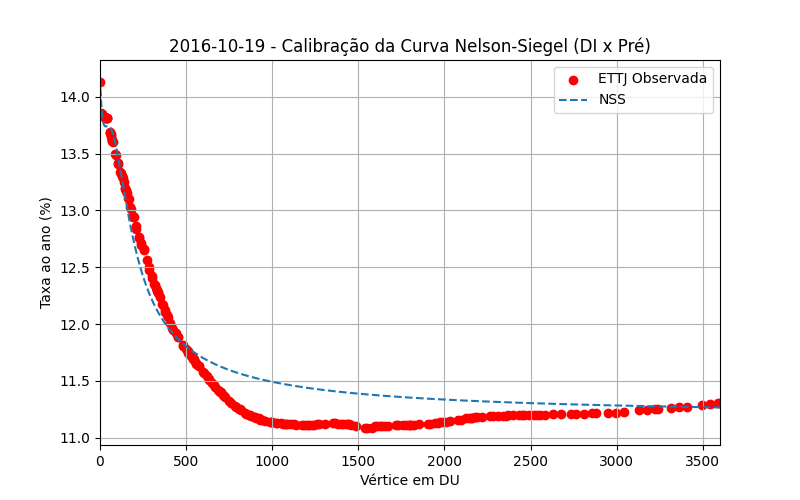 2016-10-19 - Calibração da Curva Nelson-Siegel (DI x Pré)
ETTJ Observada
NSS
Taxa ao ano (%)
14.0
13.5
13.0
12.5
12.0
11.5
11.0
0 500 1000 1500 2000 2500 3000 3500
Vértice em DU